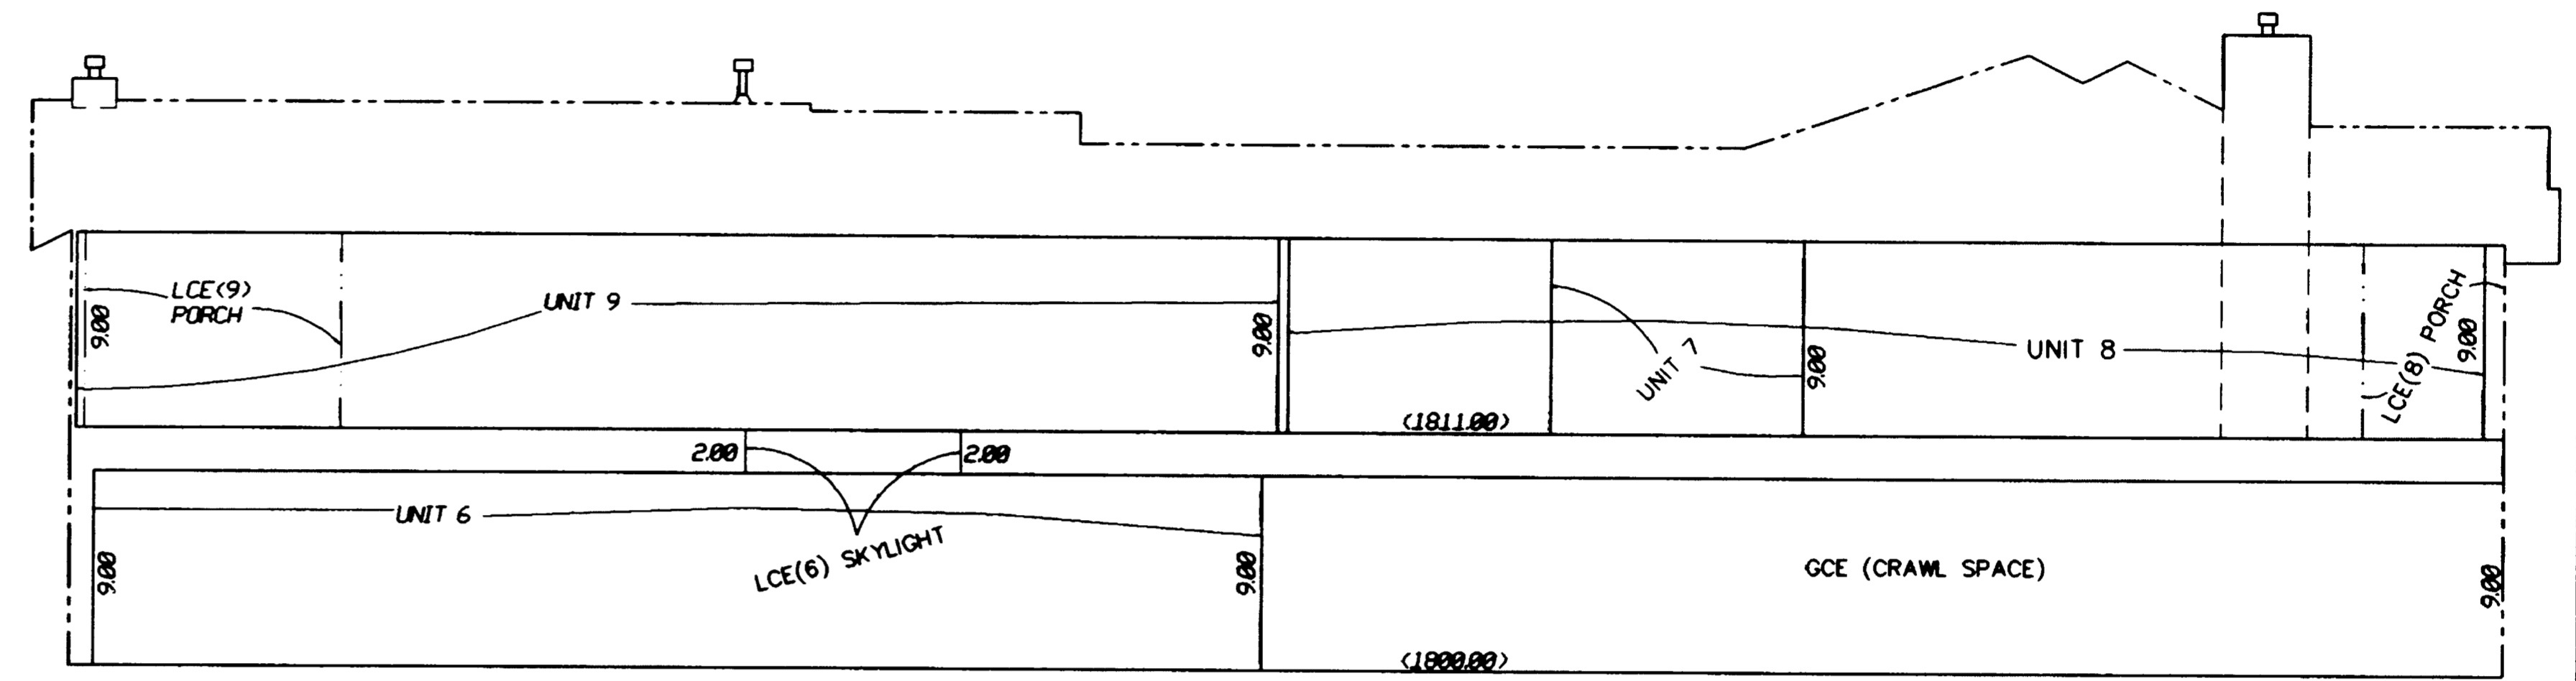 LCE(9)
PORCH
9.00
UNIT 9
9.00
(1811.00)
UNIT 7
9.00
UNIT 8
LCE(8) PORCH
9.00
2.00
2.00
UNIT 6
9.00
LCE(6) SKYLIGHT
9.00
GCE (CRAWL SPACE)
9.00
(1800.00)